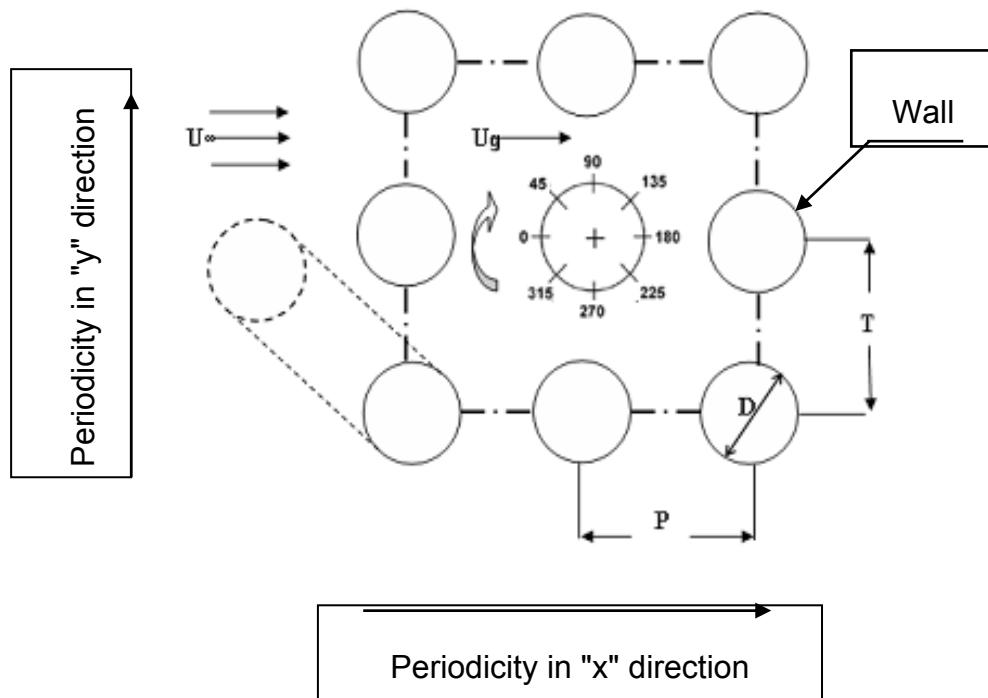 Periodicity in "y" direction
U∞
Ug
Wall
90
45
135
0
180
315
225
270
T
D
P
Periodicity in "x" direction